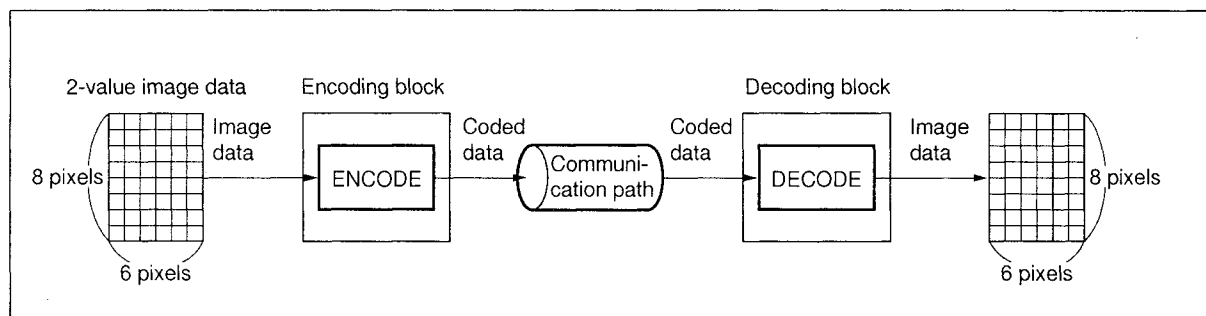 2-value image data
Encoding block
Decoding block
Image
data
Coded
data
Coded
data
Image
data
8 pixels
ENCODE
Communi-
cation path
DECODE
8 pixels
6 pixels
6 pixels